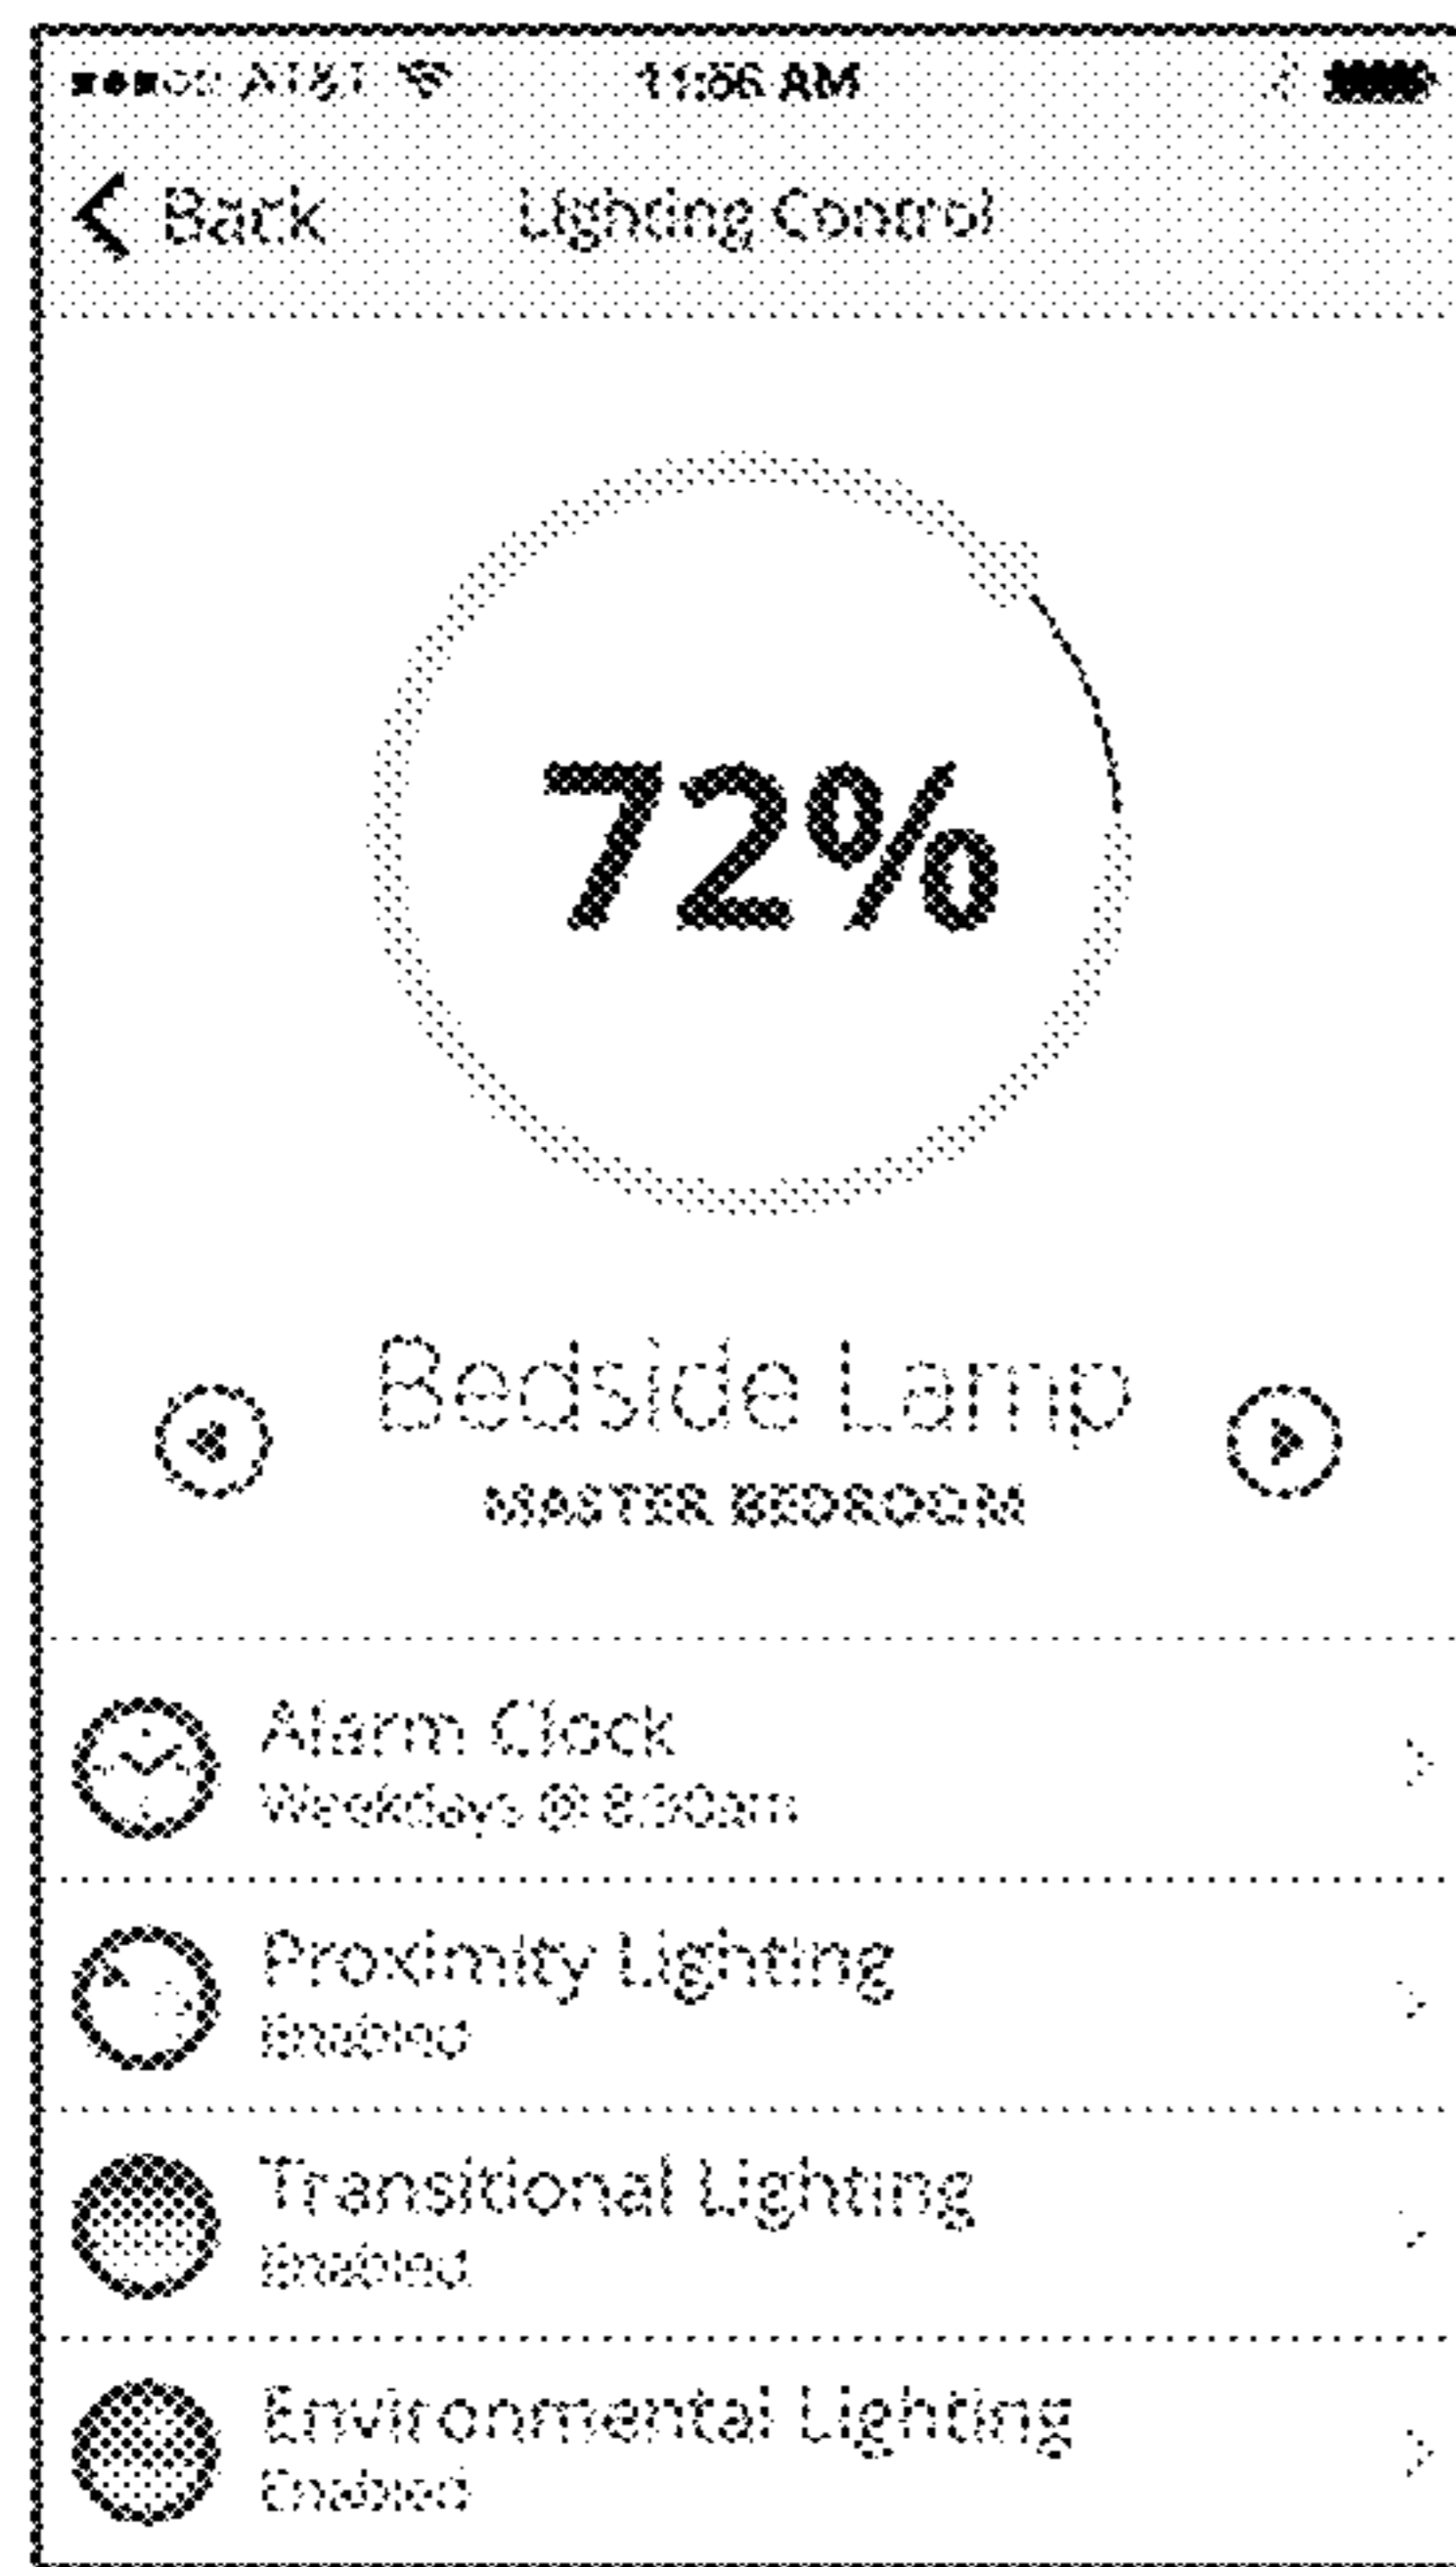 AT&T 11:56 AM
Back Lighting Control
72%
Bedside Lamp
MASTER BEDROOM
Alarm Clock
Weekdays @ 8:30am
Proximity Lighting
Enabled
Transitional Lighting
Enabled
Environmental Lighting
Enabled